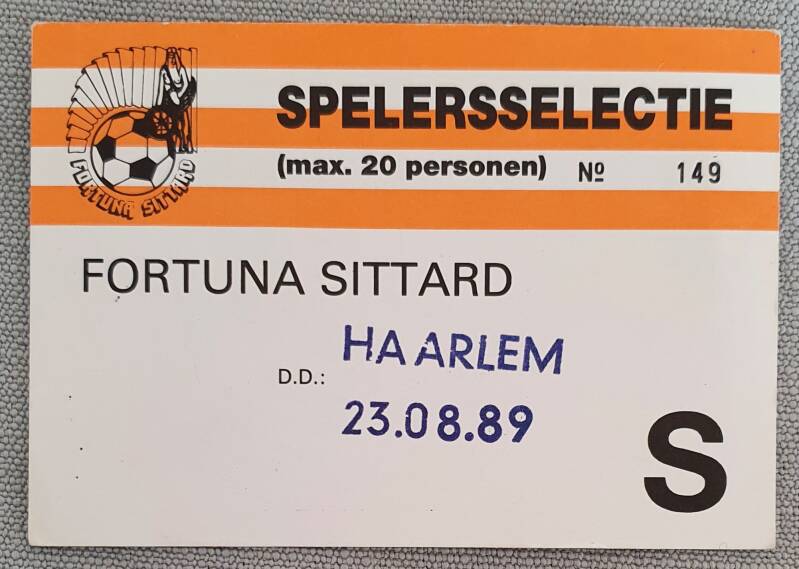 FORTUNA SITTARD
SPELERSSELECTIE
(max. 20 personen) Nº 149
FORTUNA SITTARD
HAARLEM
D.D.:
23.08.89
S